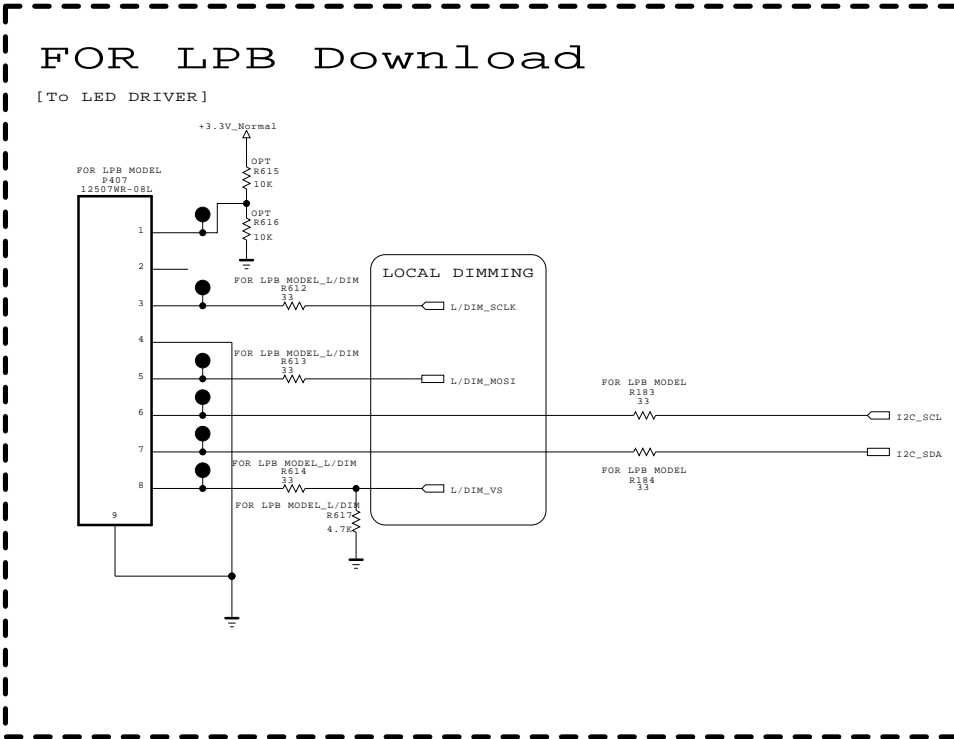 FOR LPB Download
[To LED DRIVER]
+3.3V_Normal
OPT
R615
10K
FOR LPB MODEL
P407
12507WR-08L
OPT
R616
10K
1
2
FOR LPB MODEL_L/DIM
R612
33
LOCAL DIMMING
3
L/DIM_SCLK
4
FOR LPB MODEL_L/DIM
R613
33
5
L/DIM_MOSI
FOR LPB MODEL
R183
33
6
I2C_SCL
7
I2C_SDA
FOR LPB MODEL_L/DIM
R614
33
FOR LPB MODEL
R184
33
8
L/DIM_VS
FOR LPB MODEL_L/DIM
R617
4.7K
9